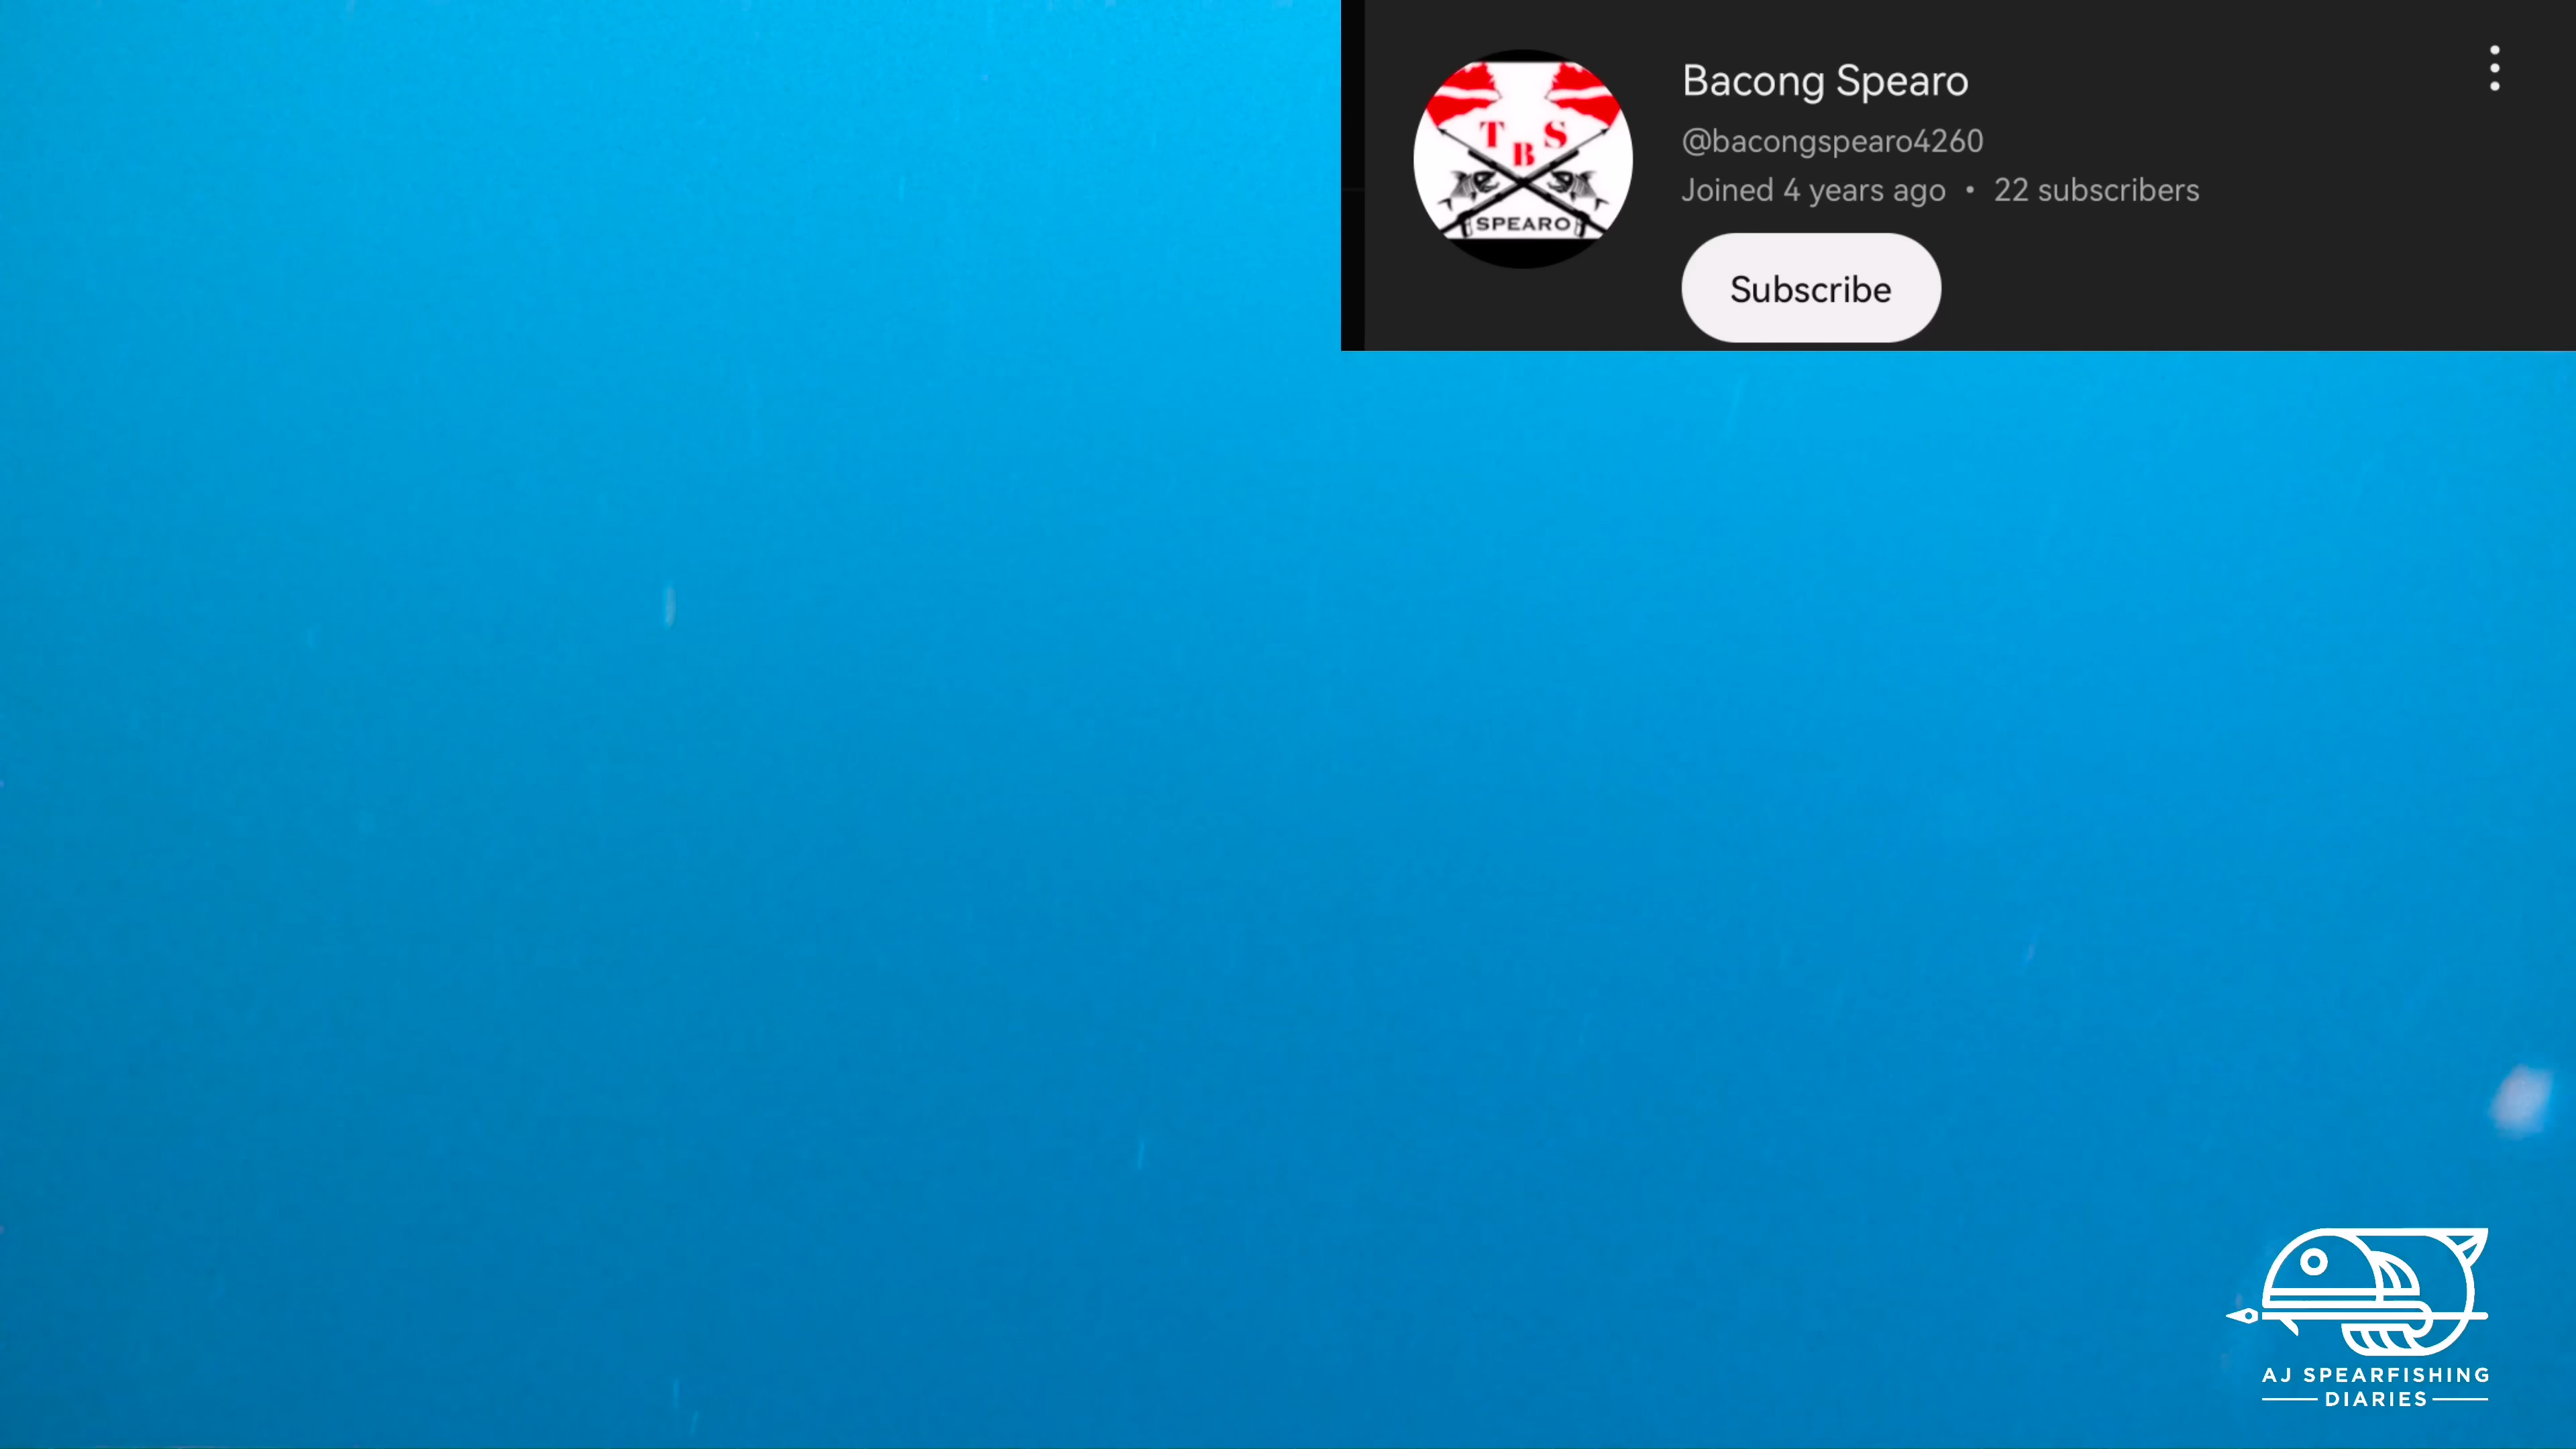 Bacong Spearo
@bacongspearo4260
Joined 4 years ago • 22 subscribers
Subscribe
T B S
SPEARO
AJ SPEARFISHING
DIARIES